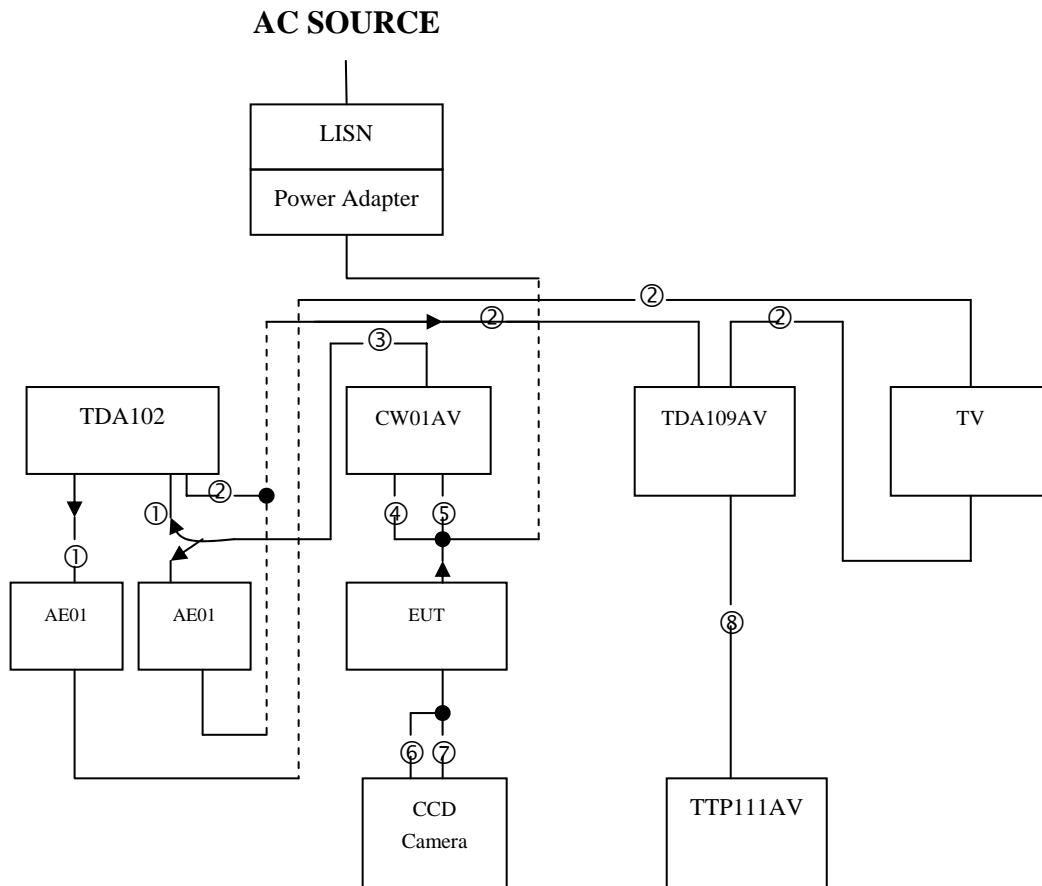 AC SOURCE
LISN
Power Adapter
②
② ②
③
TDA102 CW01AV TDA109AV TV
②
① ④ ⑤
①
AE01 AE01 EUT
⑧
⑥ ⑦
CCD
Camera
TTP111AV